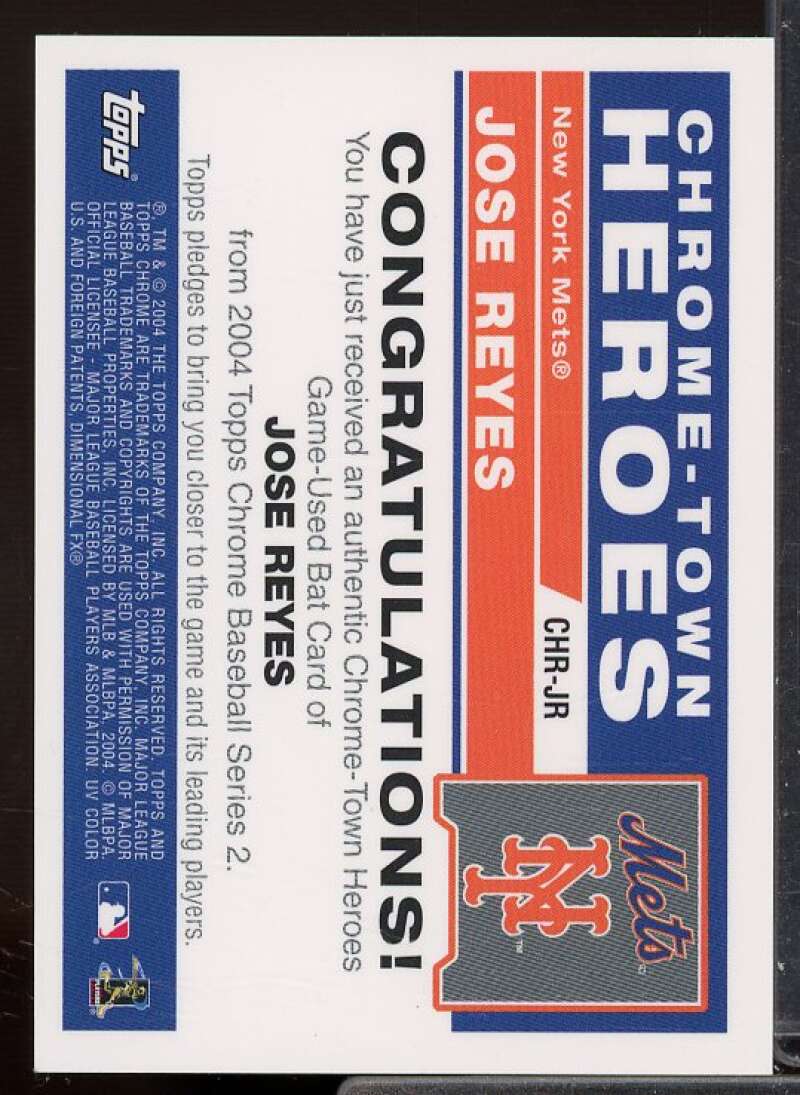 CHROME-TOWN
HEROES
New York Mets®
CHR-JR
JOSE REYES
Mets
NY™
CONGRATULATIONS!
You have just received an authentic Chrome-Town Heroes
Game-Used Bat Card of
JOSE REYES
from 2004 Topps Chrome Baseball Series 2.
Topps pledges to bring you closer to the game and its leading players.
topps®
® TM & © 2004 THE TOPPS COMPANY, INC. ALL RIGHTS RESERVED. TOPPS AND
TOPPS CHROME ARE TRADEMARKS OF THE TOPPS COMPANY, INC. MAJOR LEAGUE
BASEBALL TRADEMARKS AND COPYRIGHTS ARE USED WITH PERMISSION OF MAJOR
LEAGUE BASEBALL PROPERTIES, INC. LICENSED BY MLB & MLBPA, 2004. © MLBPA
OFFICIAL LICENSEE - MAJOR LEAGUE BASEBALL PLAYERS ASSOCIATION. UV COLOR
U.S. AND FOREIGN PATENTS, DIMENSIONAL FX®